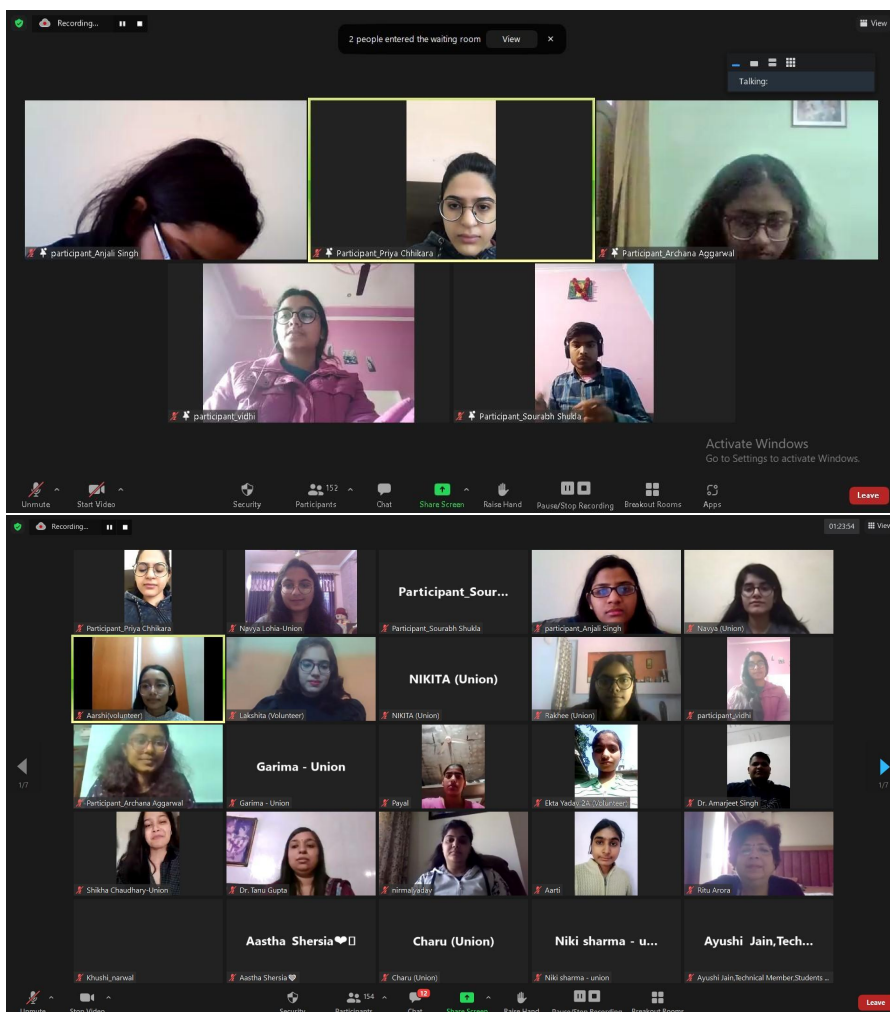 Recording...
View
2 people entered the waiting room View ×
Talking:
participant_Anjali Singh
Participant_Priya Chhikara
Participant_Archana Aggarwal
participant_vidhi
Participant_Sourabh Shukla
Activate Windows
Go to Settings to activate Windows.
Unmute Start Video Security Participants 152 Chat Share Screen Raise Hand Pause/Stop Recording Breakout Rooms Apps Leave
Recording...
01:23:54 View
Participant_Sour...
Participant_Priya Chhikara Navya Lohia-Union Participant_Sourabh Shukla participant_Anjali Singh Navya (Union)
NIKITA (Union)
Aarshi(volunteer) Lakshita (Volunteer) NIKITA (Union) Rakhee (Union) participant_vidhi
Garima - Union
1/7 1/7
Participant_Archana Aggarwal Garima - Union Payal Ekta Yadav 2A (Volunteer) Dr. Amarjeet Singh
Shikha Chaudhary-Union Dr. Tanu Gupta nirmalyadav Aarti Ritu Arora
Aastha Shersia❤ Charu (Union) Niki sharma - u... Ayushi Jain,Tech...
Khushi_narwal Aastha Shersia Charu (Union) Niki sharma - union Ayushi Jain,Technical Member,Students ...
Unmute Stop Video Security Participants 154 Chat 12 Share Screen Raise Hand Pause/Stop Recording Breakout Rooms Leave